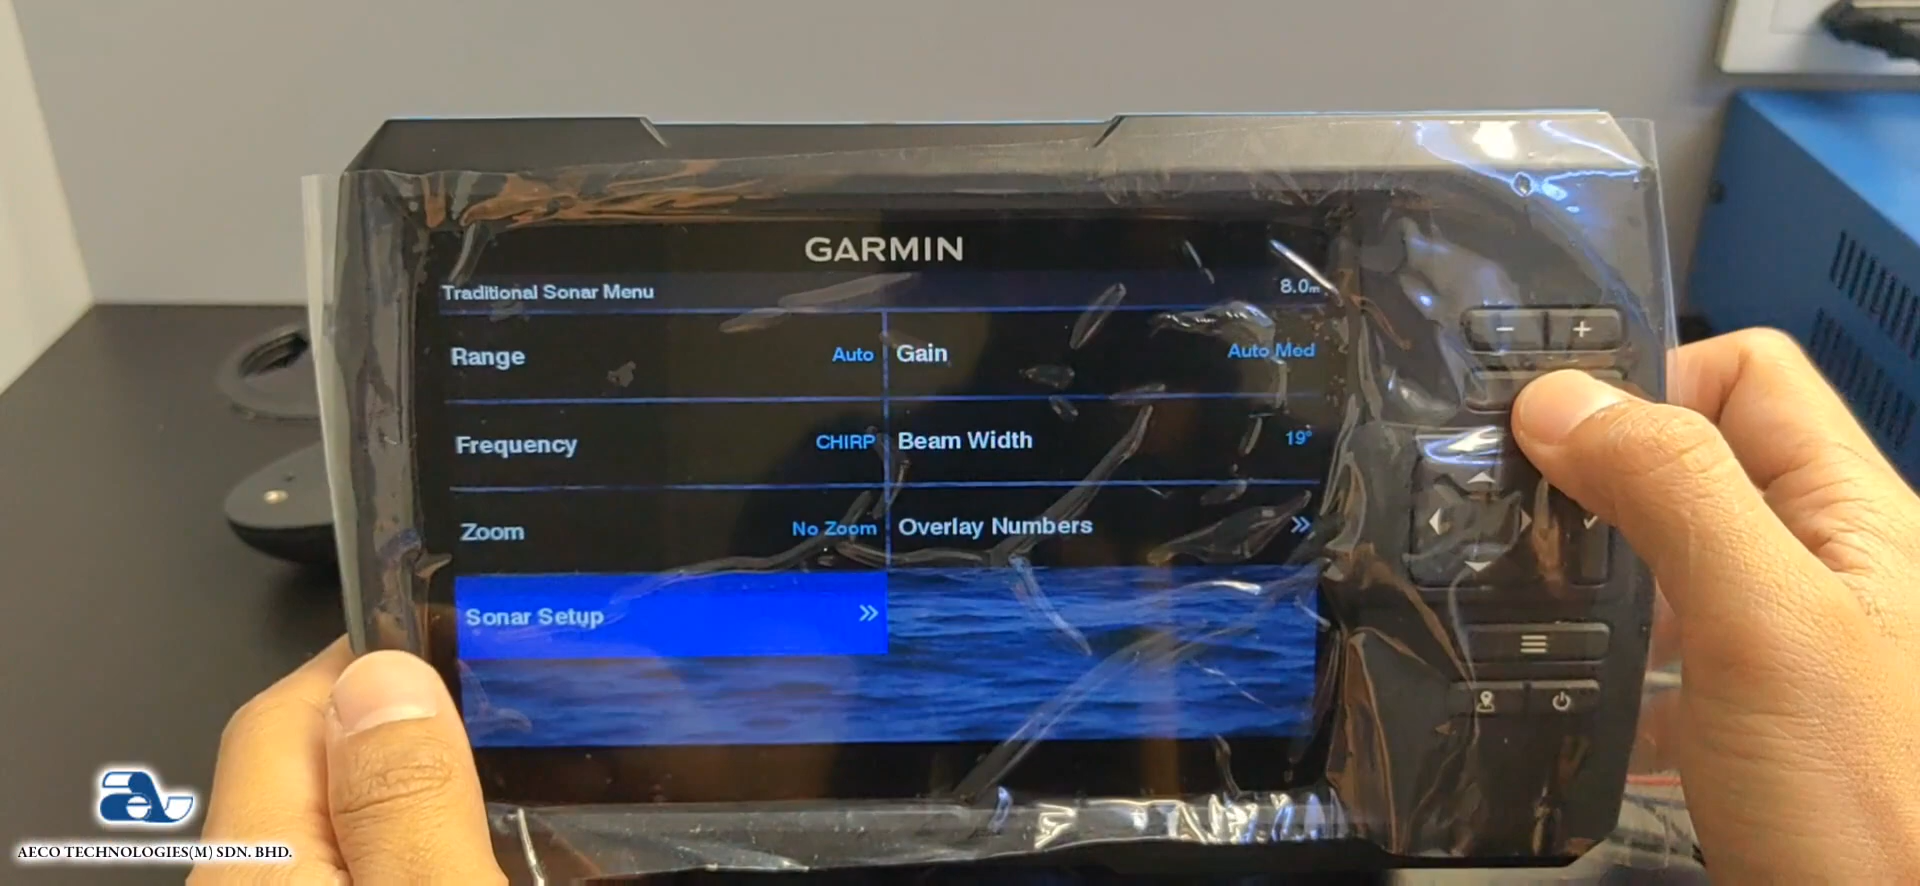 GARMIN
Traditional Sonar Menu 8.0m
Range Auto Gain Auto Med
Frequency CHIRP Beam Width 19°
Zoom No Zoom Overlay Numbers »
Sonar Setup »
- +
AECO TECHNOLOGIES(M) SDN. BHD.